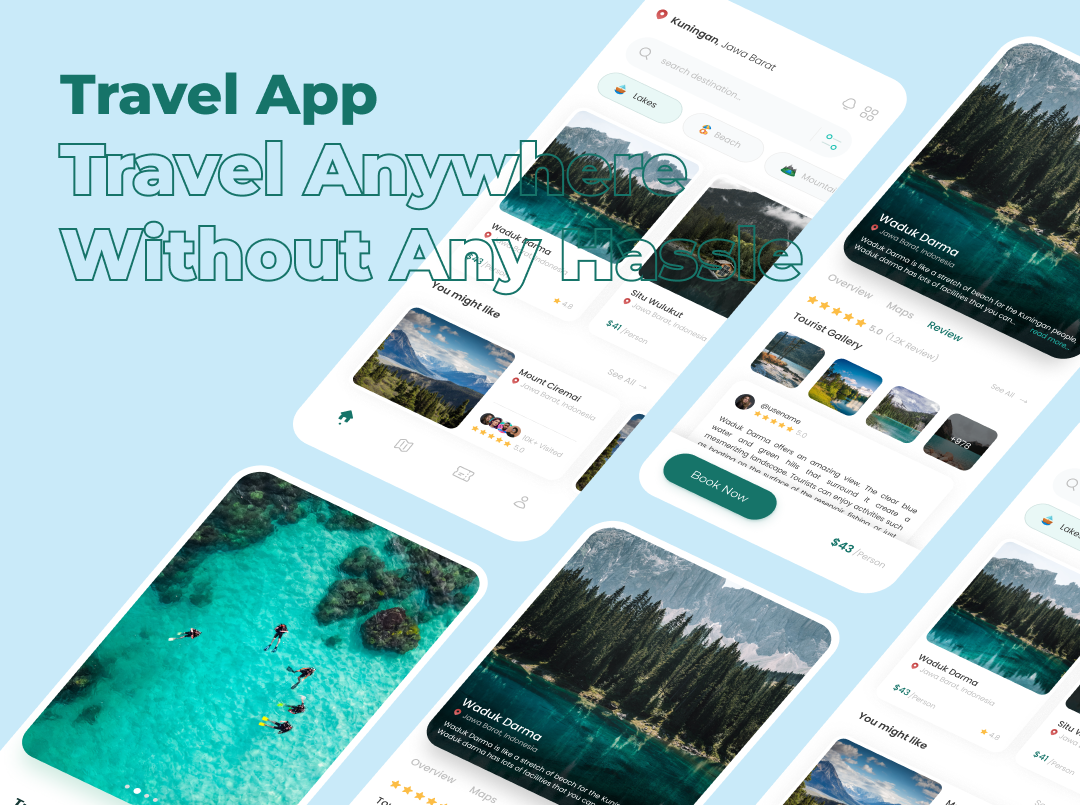 Travel App
Travel Anywhere
Without Any Hassle
Kuningan, Jawa Barat
search destination...
Lakes
Beach
Mountai
Waduk Darma
Jawa Barat, Indonesia
$43 /Person
4.8
Situ Wulukut
Jawa Barat, Indonesia
$41 /Person
You might like
See All →
Mount Ciremai
Jawa Barat, Indonesia
10k+ Visited
5.0
Waduk Darma
Jawa Barat, Indonesia
Waduk Darma is like a stretch of beach for the Kuningan people,
Waduk darma has lots of facilities that you can...
read more...
Overview
Maps
Review
5.0 (1.2K Review)
Tourist Gallery
See All →
+978
@usename
5.0
Waduk Darma offers an amazing view. The clear blue
water and green hills that surround it create a
mesmerizing landscape. Tourists can enjoy activities such
as boating on the surface of the reservoir, fishing, or just
Book Now
$43 /Person
Waduk Darma
Jawa Barat, Indonesia
Waduk Darma is like a stretch of beach for the Kuningan
Waduk darma has lots of facilities that you can...
Overview
Maps
Lakes
Waduk Darma
Jawa Barat, Indonesia
$43 /Person
4.8
$41 /Person
You might like